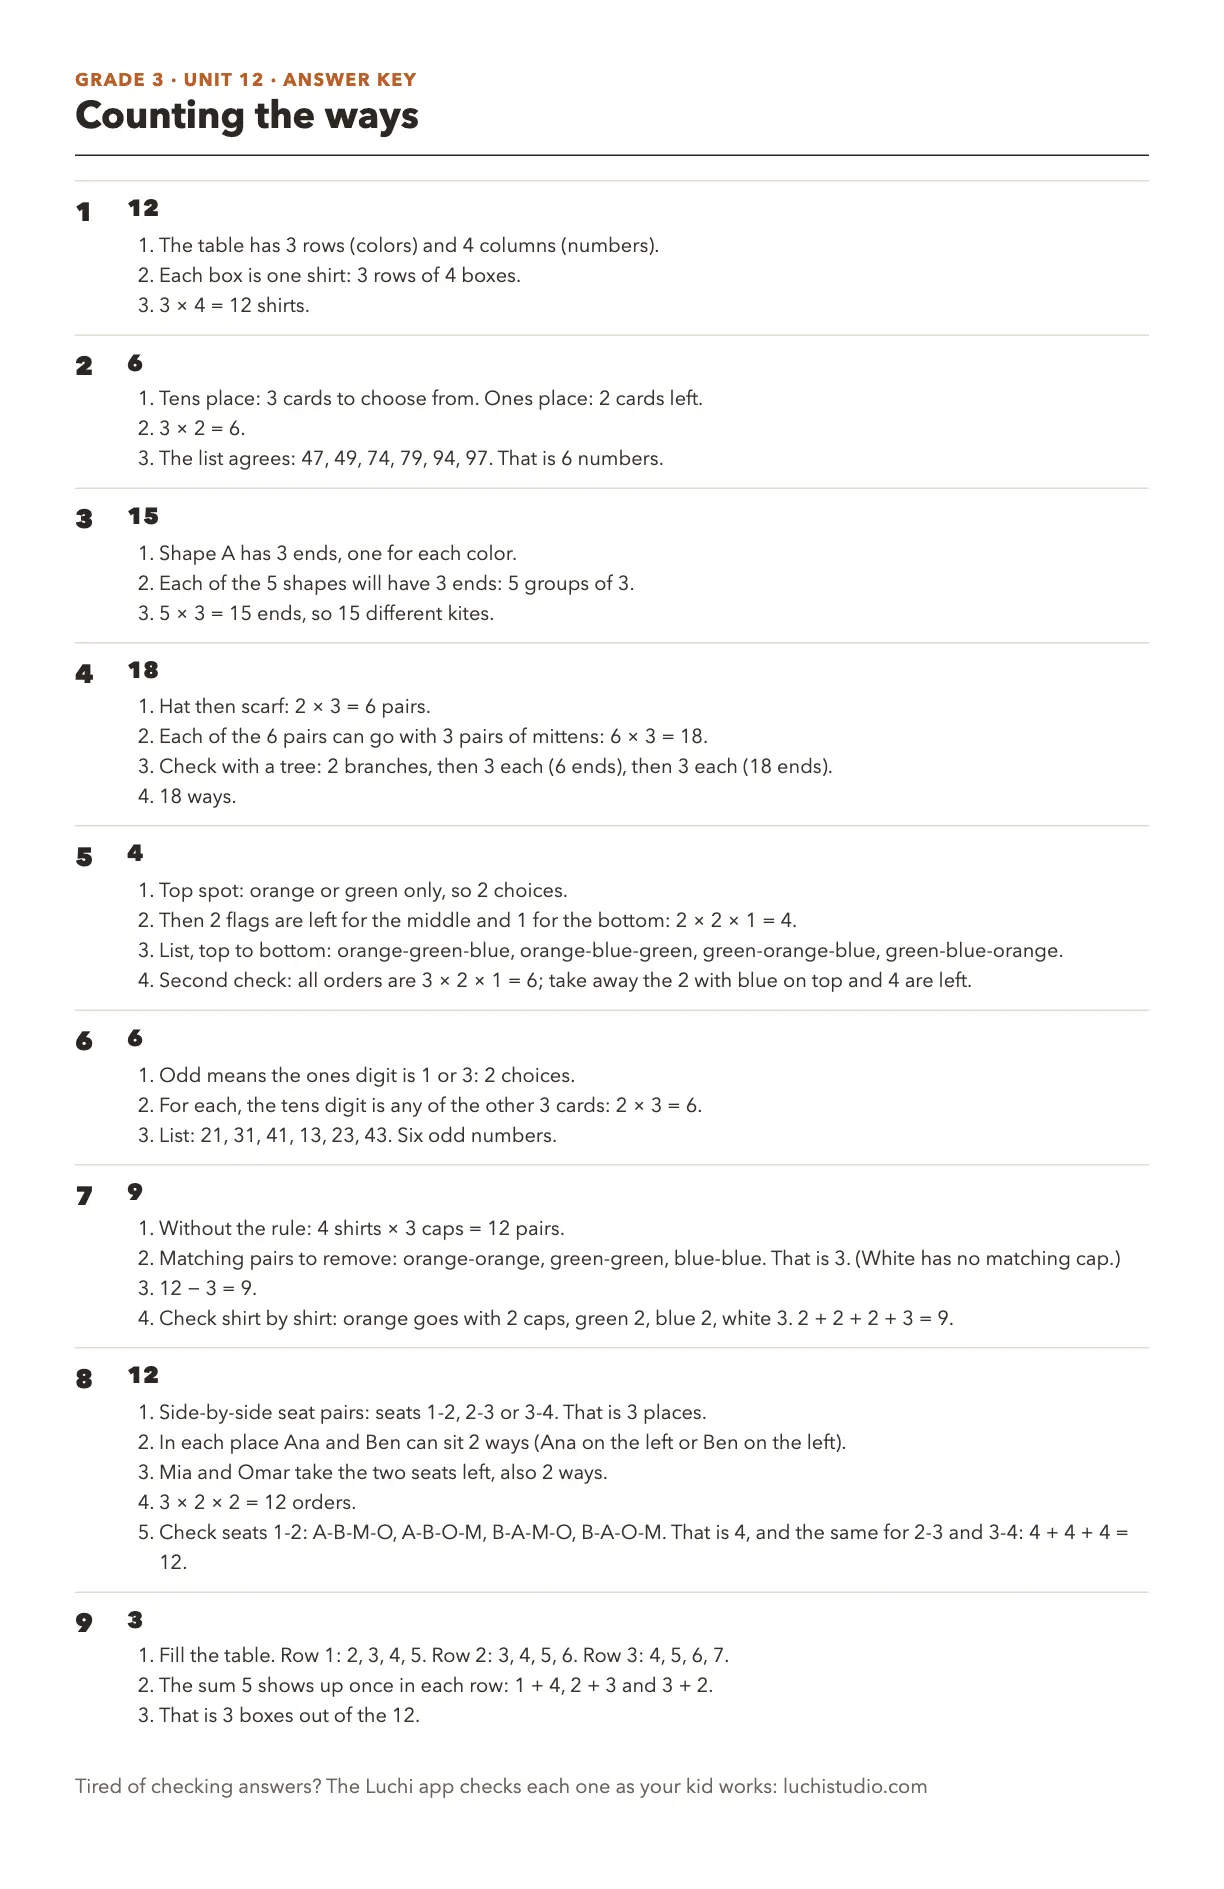 GRADE 3 · UNIT 12 · ANSWER KEY
Counting the ways
1 12
1. The table has 3 rows (colors) and 4 columns (numbers).
2. Each box is one shirt: 3 rows of 4 boxes.
3. 3 × 4 = 12 shirts.
2 6
1. Tens place: 3 cards to choose from. Ones place: 2 cards left.
2. 3 × 2 = 6.
3. The list agrees: 47, 49, 74, 79, 94, 97. That is 6 numbers.
3 15
1. Shape A has 3 ends, one for each color.
2. Each of the 5 shapes will have 3 ends: 5 groups of 3.
3. 5 × 3 = 15 ends, so 15 different kites.
4 18
1. Hat then scarf: 2 × 3 = 6 pairs.
2. Each of the 6 pairs can go with 3 pairs of mittens: 6 × 3 = 18.
3. Check with a tree: 2 branches, then 3 each (6 ends), then 3 each (18 ends).
4. 18 ways.
5 4
1. Top spot: orange or green only, so 2 choices.
2. Then 2 flags are left for the middle and 1 for the bottom: 2 × 2 × 1 = 4.
3. List, top to bottom: orange-green-blue, orange-blue-green, green-orange-blue, green-blue-orange.
4. Second check: all orders are 3 × 2 × 1 = 6; take away the 2 with blue on top and 4 are left.
6 6
1. Odd means the ones digit is 1 or 3: 2 choices.
2. For each, the tens digit is any of the other 3 cards: 2 × 3 = 6.
3. List: 21, 31, 41, 13, 23, 43. Six odd numbers.
7 9
1. Without the rule: 4 shirts × 3 caps = 12 pairs.
2. Matching pairs to remove: orange-orange, green-green, blue-blue. That is 3. (White has no matching cap.)
3. 12 − 3 = 9.
4. Check shirt by shirt: orange goes with 2 caps, green 2, blue 2, white 3. 2 + 2 + 2 + 3 = 9.
8 12
1. Side-by-side seat pairs: seats 1-2, 2-3 or 3-4. That is 3 places.
2. In each place Ana and Ben can sit 2 ways (Ana on the left or Ben on the left).
3. Mia and Omar take the two seats left, also 2 ways.
4. 3 × 2 × 2 = 12 orders.
5. Check seats 1-2: A-B-M-O, A-B-O-M, B-A-M-O, B-A-O-M. That is 4, and the same for 2-3 and 3-4: 4 + 4 + 4 =
12.
9 3
1. Fill the table. Row 1: 2, 3, 4, 5. Row 2: 3, 4, 5, 6. Row 3: 4, 5, 6, 7.
2. The sum 5 shows up once in each row: 1 + 4, 2 + 3 and 3 + 2.
3. That is 3 boxes out of the 12.
Tired of checking answers? The Luchi app checks each one as your kid works: luchistudio.com